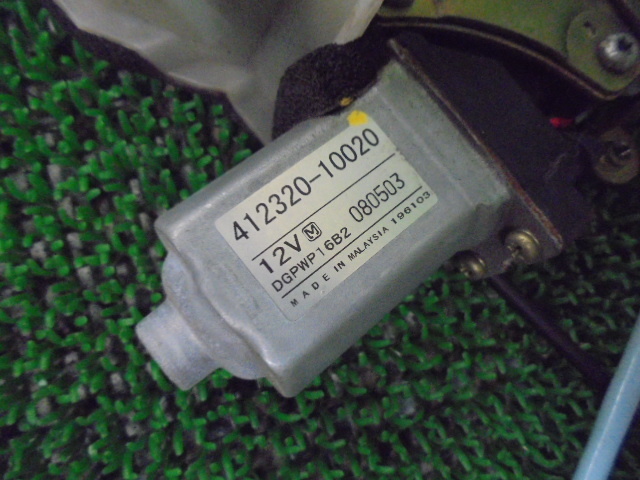 412320-10020
12V M
DGPWP16B2 080503
MADE IN MALAYSIA 196103